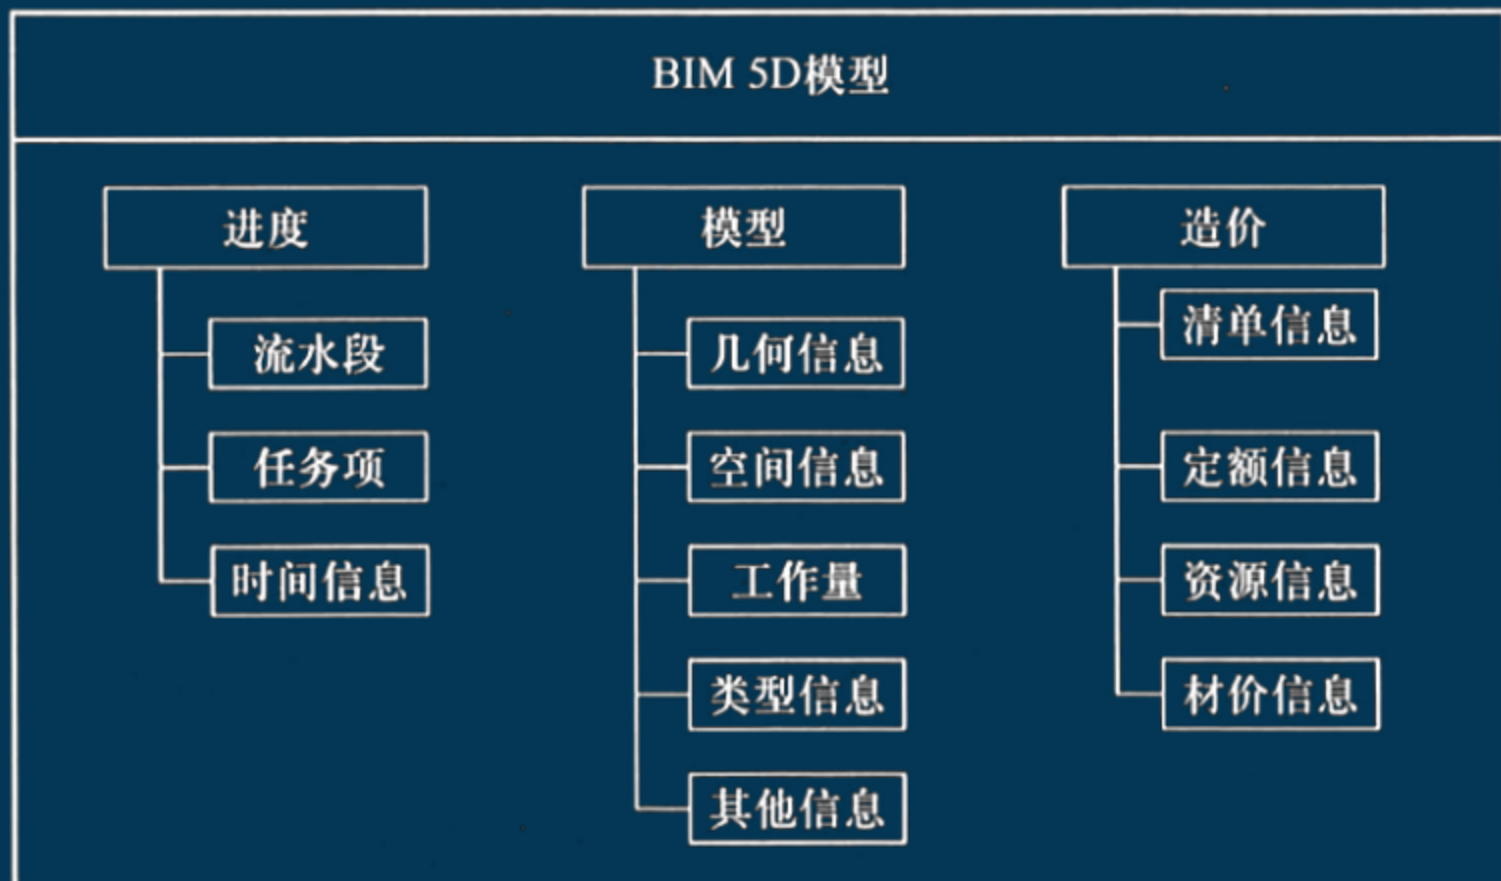 BIM 5D模型
进度
流水段
任务项
时间信息
模型
几何信息
空间信息
工作量
类型信息
其他信息
造价
清单信息
定额信息
资源信息
材价信息